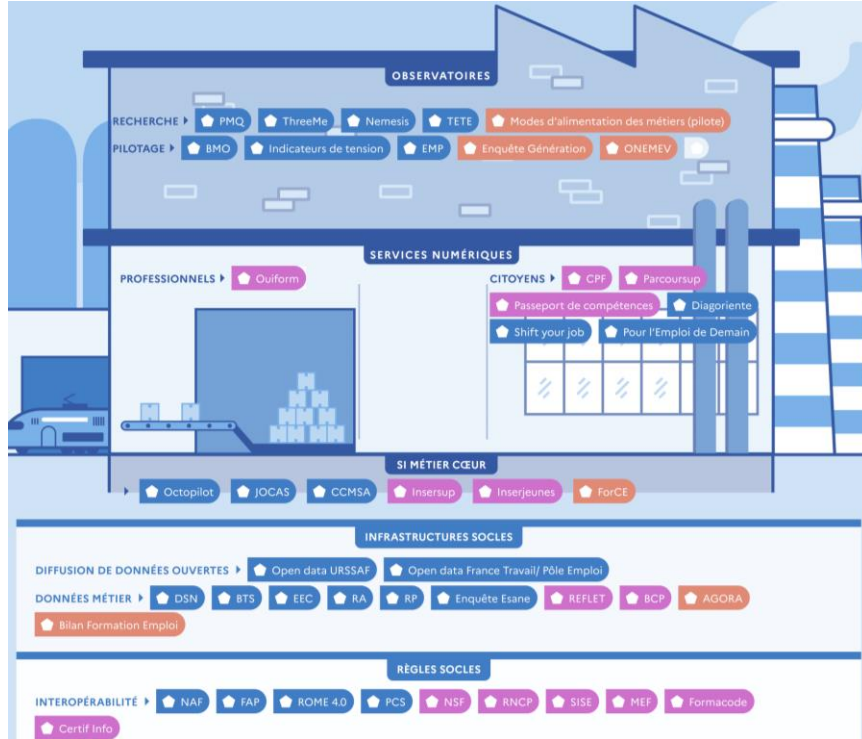 OBSERVATOIRES
RECHERCHE PMQ ThreeMe Nemesis TETE Modes d'alimentation des métiers (pilote)
PILOTAGE BMO Indicateurs de tension EMP Enquête Génération ONEMEV
SERVICES NUMÉRIQUES
PROFESSIONNELS Ouiform
CITOYENS CPF Parcoursup
Passeport de compétences Diagoriente
Shift your job Pour l'Emploi de Demain
SI MÉTIER CŒUR
Octopilot JOCAS CCMSA Insersup Inserjeunes ForCE
INFRASTRUCTURES SOCLES
DIFFUSION DE DONNÉES OUVERTES Open data URSSAF Open data France Travail/ Pôle Emploi
DONNÉES MÉTIER DSN BTS EEC RA RP Enquête Esane REFLET BCP AGORA
Bilan Formation Emploi
RÈGLES SOCLES
INTEROPÉRABILITÉ NAF FAP ROME 4.0 PCS NSF RNCP SISE MEF Formacode
Certif Info